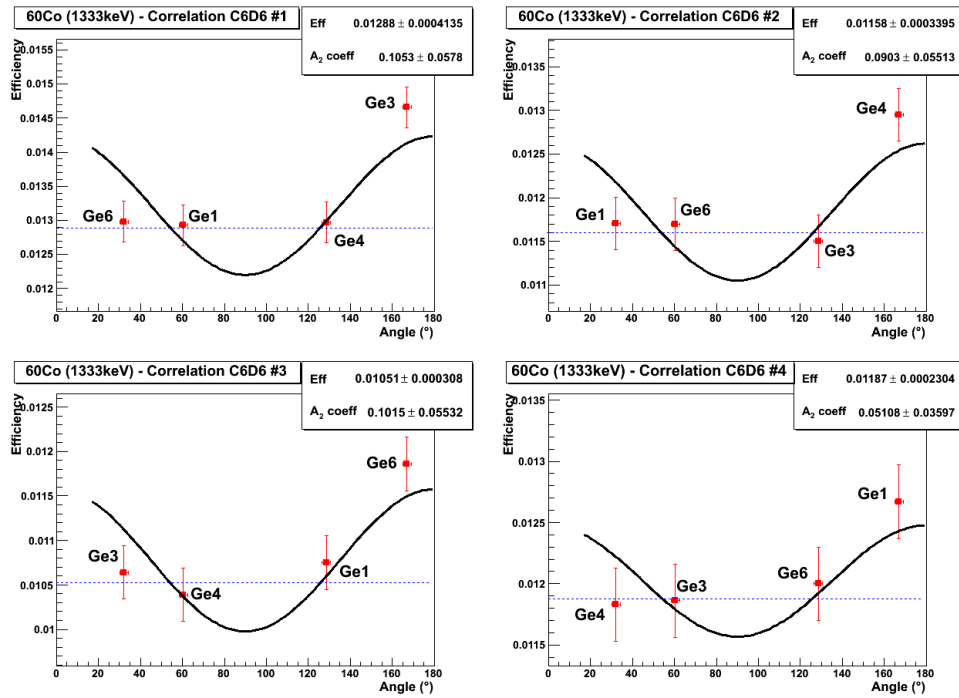 60Co (1333keV) - Correlation C6D6 #1
Eff 0.01288 ± 0.0004135
A2 coeff 0.1053 ± 0.0578
Efficiency
0.0155
0.015
0.0145
0.014
0.0135
0.013
0.0125
0.012
Ge6
Ge1
Ge4
Ge3
0 20 40 60 80 100 120 140 160 180
Angle (°)
60Co (1333keV) - Correlation C6D6 #2
Eff 0.01158 ± 0.0003395
A2 coeff 0.0903 ± 0.05513
Efficiency
0.0135
0.013
0.0125
0.012
0.0115
0.011
Ge1
Ge6
Ge3
Ge4
0 20 40 60 80 100 120 140 160 180
Angle (°)
60Co (1333keV) - Correlation C6D6 #3
Eff 0.01051 ± 0.000308
A2 coeff 0.1015 ± 0.05532
Efficiency
0.0125
0.012
0.0115
0.011
0.0105
0.01
Ge3
Ge4
Ge1
Ge6
0 20 40 60 80 100 120 140 160 180
Angle (°)
60Co (1333keV) - Correlation C6D6 #4
Eff 0.01187 ± 0.0002304
A2 coeff 0.05108 ± 0.03597
Efficiency
0.0135
0.013
0.0125
0.012
0.0115
Ge4
Ge3
Ge6
Ge1
0 20 40 60 80 100 120 140 160 180
Angle (°)